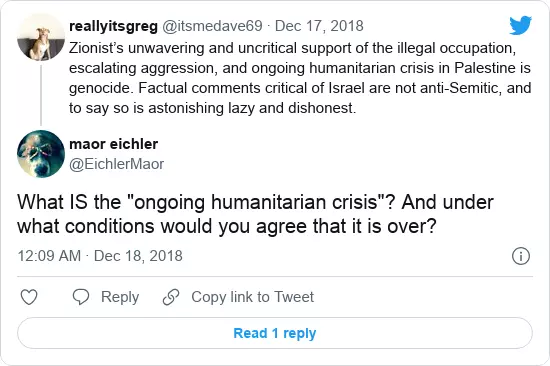 reallyitsgreg @itsmedave69 · Dec 17, 2018
Zionist’s unwavering and uncritical support of the illegal occupation,
escalating aggression, and ongoing humanitarian crisis in Palestine is
genocide. Factual comments critical of Israel are not anti-Semitic, and
to say so is astonishing lazy and dishonest.
maor eichler
@EichlerMaor
What IS the "ongoing humanitarian crisis"? And under
what conditions would you agree that it is over?
12:09 AM · Dec 18, 2018
Reply Copy link to Tweet
Read 1 reply